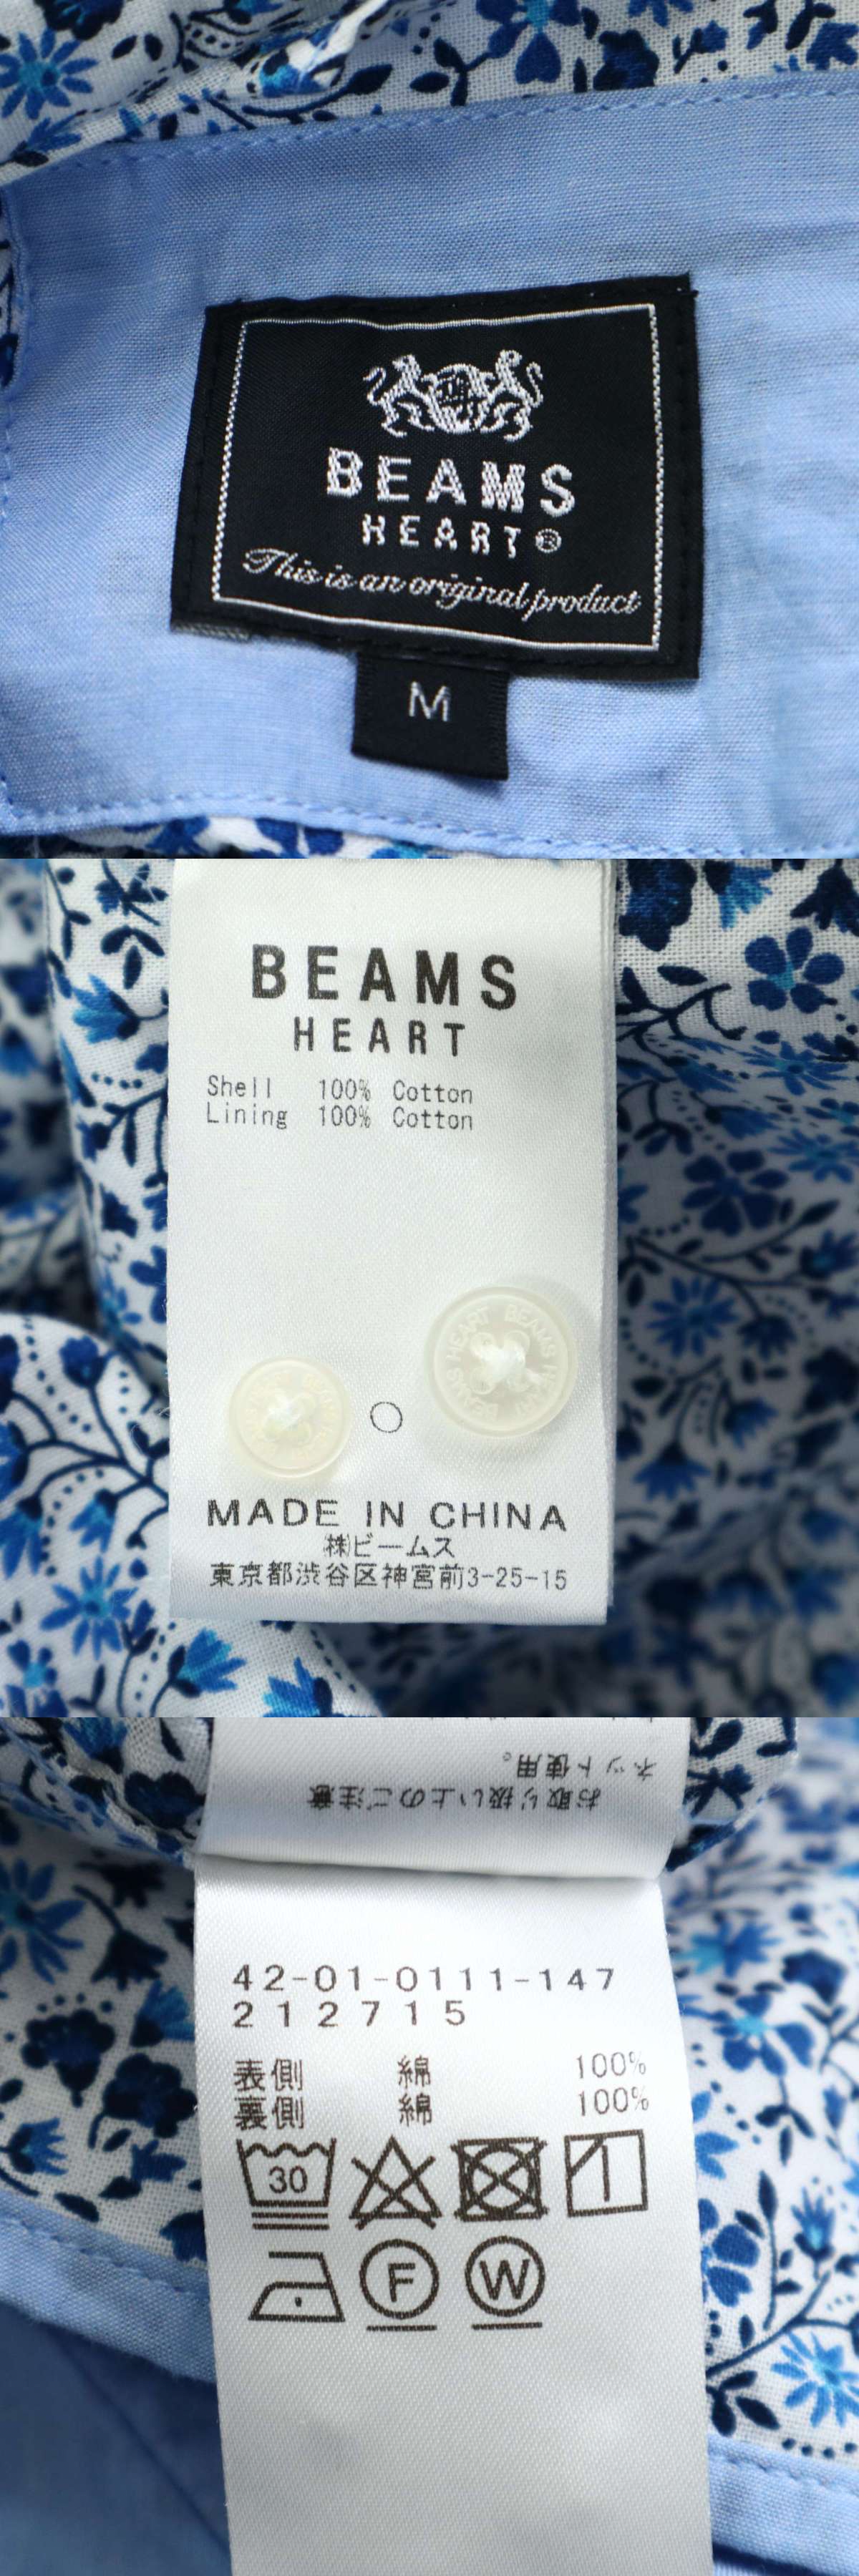 BEAMS
HEART®
This is an original product
M
BEAMS
HEART
Shell 100% Cotton
Lining 100% Cotton
MADE IN CHINA
㈱ビームス
東京都渋谷区神宮前3-25-15
お取り扱い上のご注意
ネット使用。
42-01-0111-147
212715
表側 綿 100%
裏側 綿 100%
30
F
W